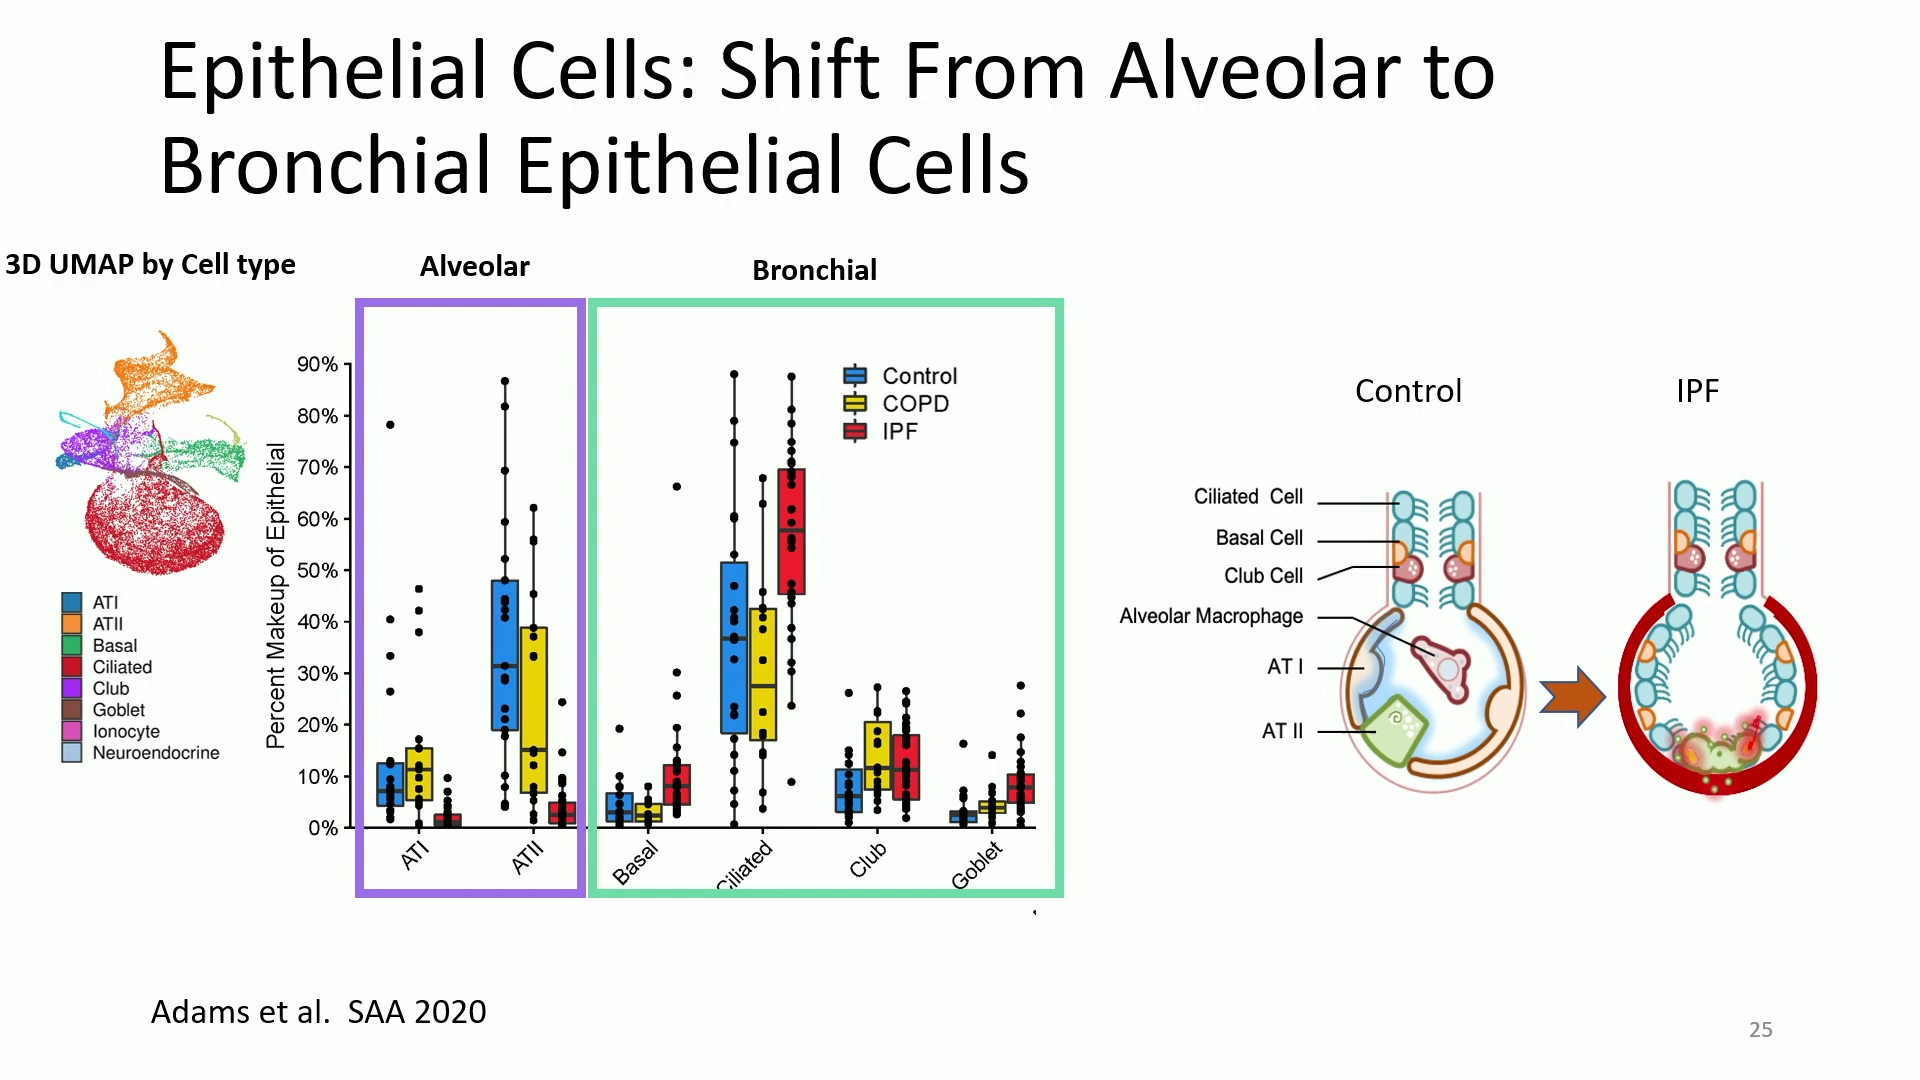 Epithelial Cells: Shift From Alveolar to
Bronchial Epithelial Cells
3D UMAP by Cell type
Alveolar
Bronchial
ATI
ATII
Basal
Ciliated
Club
Goblet
Ionocyte
Neuroendocrine
Percent Makeup of Epithelial
90%
80%
70%
60%
50%
40%
30%
20%
10%
0%
Control
COPD
IPF
ATI
ATII
Basal
Ciliated
Club
Goblet
Control
IPF
Ciliated Cell
Basal Cell
Club Cell
Alveolar Macrophage
AT I
AT II
Adams et al. SAA 2020
25